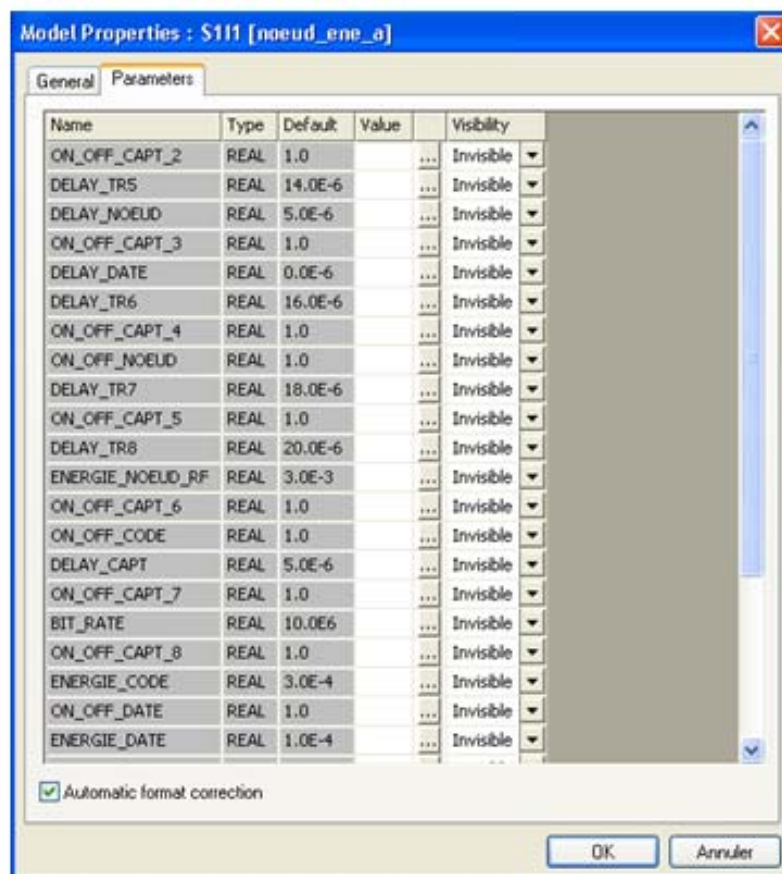 Model Properties : S1I1 [noeud_ene_a]
General Parameters
Name Type Default Value Visibility
ON_OFF_CAPT_2 REAL 1.0 ... Invisible
DELAY_TR5 REAL 14.0E-6 ... Invisible
DELAY_NOEUD REAL 5.0E-6 ... Invisible
ON_OFF_CAPT_3 REAL 1.0 ... Invisible
DELAY_DATE REAL 0.0E-6 ... Invisible
DELAY_TR6 REAL 16.0E-6 ... Invisible
ON_OFF_CAPT_4 REAL 1.0 ... Invisible
ON_OFF_NOEUD REAL 1.0 ... Invisible
DELAY_TR7 REAL 18.0E-6 ... Invisible
ON_OFF_CAPT_5 REAL 1.0 ... Invisible
DELAY_TR8 REAL 20.0E-6 ... Invisible
ENERGIE_NOEUD_RF REAL 3.0E-3 ... Invisible
ON_OFF_CAPT_6 REAL 1.0 ... Invisible
ON_OFF_CODE REAL 1.0 ... Invisible
DELAY_CAPT REAL 5.0E-6 ... Invisible
ON_OFF_CAPT_7 REAL 1.0 ... Invisible
BIT_RATE REAL 10.0E6 ... Invisible
ON_OFF_CAPT_8 REAL 1.0 ... Invisible
ENERGIE_CODE REAL 3.0E-4 ... Invisible
ON_OFF_DATE REAL 1.0 ... Invisible
ENERGIE_DATE REAL 1.0E-4 ... Invisible
Automatic format correction
OK Annuler